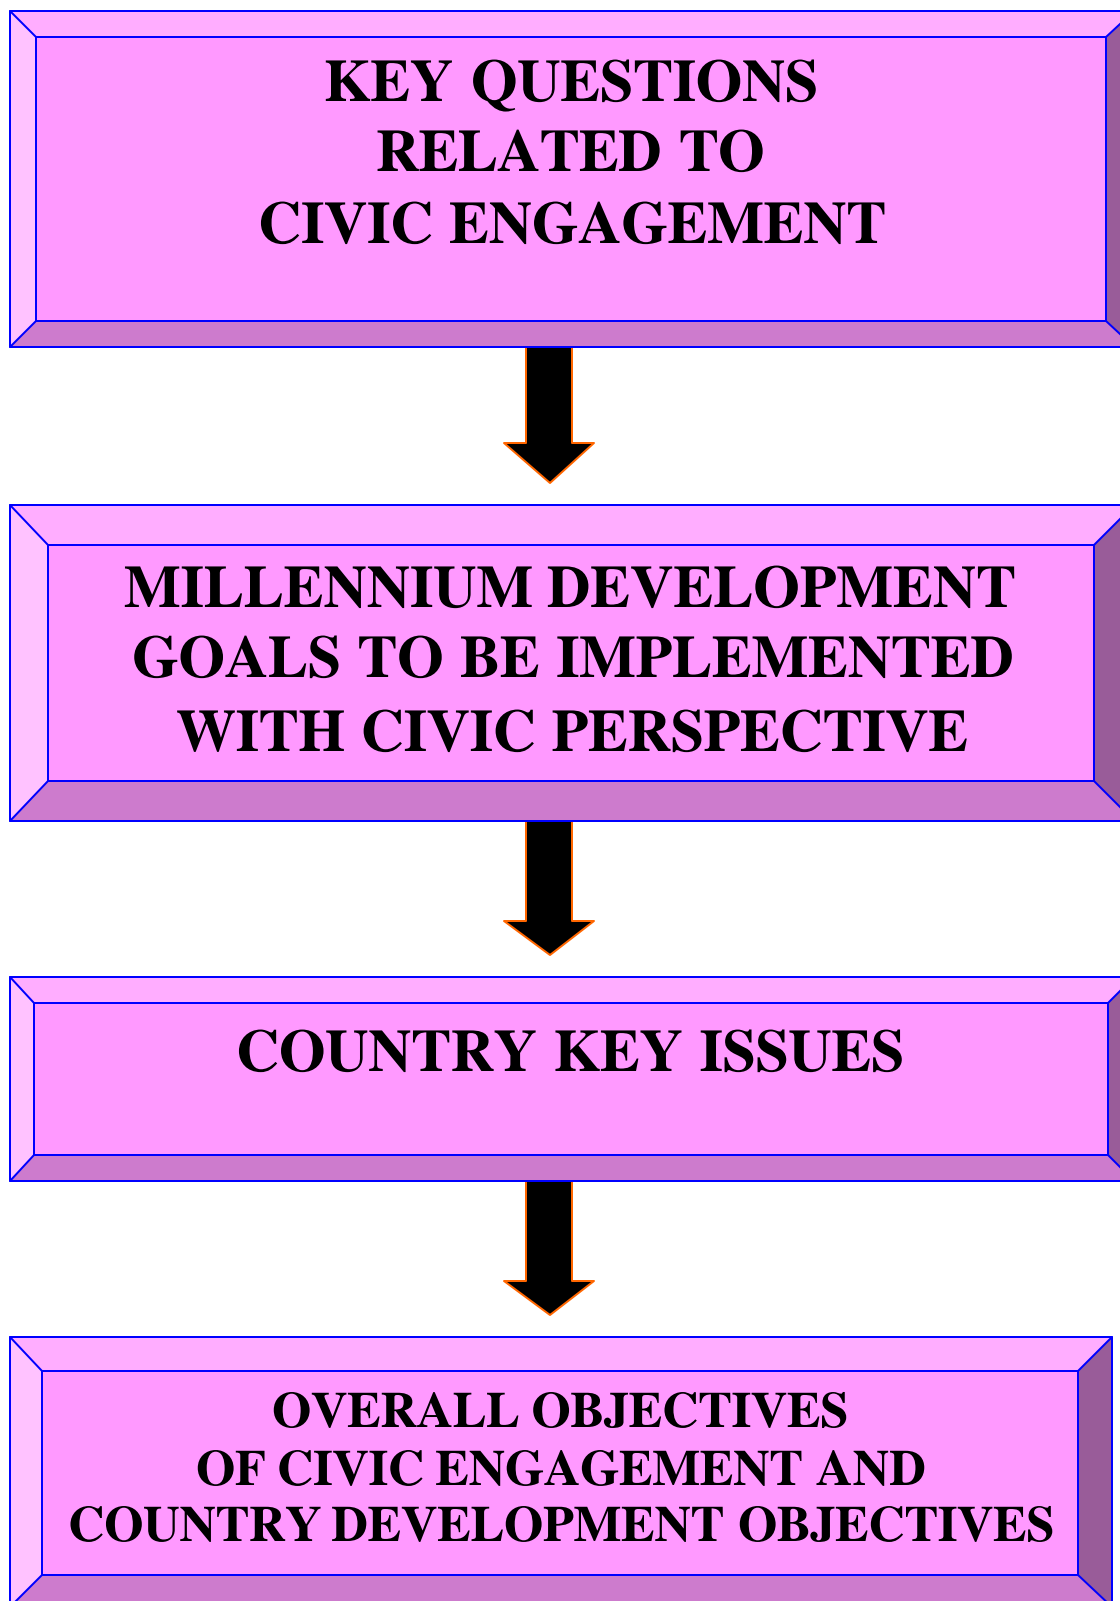 KEY QUESTIONS
RELATED TO
CIVIC ENGAGEMENT
MILLENNIUM DEVELOPMENT
GOALS TO BE IMPLEMENTED
WITH CIVIC PERSPECTIVE
COUNTRY KEY ISSUES
OVERALL OBJECTIVES
OF CIVIC ENGAGEMENT AND
COUNTRY DEVELOPMENT OBJECTIVES